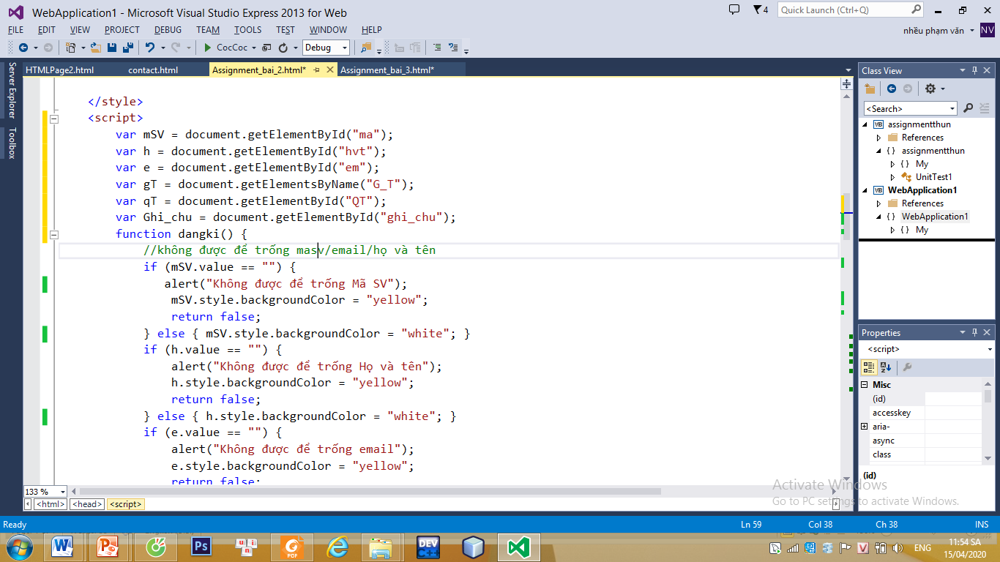 WebApplication1 - Microsoft Visual Studio Express 2013 for Web
4
Quick Launch (Ctrl+Q)
FILE EDIT VIEW PROJECT DEBUG TEAM TOOLS TEST WINDOW HELP
nhều phạm văn
NV
CocCoc
Debug
Server Explorer
Toolbox
HTMLPage2.html contact.html Assignment_bai_2.html* Assignment_bai_3.html*
</style>
<script>
var mSV = document.getElementById("ma");
var h = document.getElementById("hvt");
var e = document.getElementById("em");
var gT = document.getElementsByName("G_T");
var qT = document.getElementById("QT");
var Ghi_chu = document.getElementById("ghi_chu");
function dangki() {
//không được để trống masv/email/họ và tên
if (mSV.value == "") {
alert("Không được để trống Mã SV");
mSV.style.backgroundColor = "yellow";
return false;
} else { mSV.style.backgroundColor = "white"; }
if (h.value == "") {
alert("Không được để trống Họ và tên");
h.style.backgroundColor = "yellow";
return false;
} else { h.style.backgroundColor = "white"; }
if (e.value == "") {
alert("Không được để trống email");
e.style.backgroundColor = "yellow";
return false;
133 %
<html> <head> <script>
Class View
<Search>
VB assignmentthun
References
{ } assignmentthun
{ } My
UnitTest1
VB WebApplication1
References
{ } WebApplication1
{ } My
Properties
<script>
Misc
(id)
accesskey
aria-
async
class
(id)
Activate Windows
Go to PC settings to activate Windows.
Ready
Ln 59 Col 38 Ch 38 INS
Ps
u n i
PDF
DEV C++
V
ENG
11:54 SA
15/04/2020